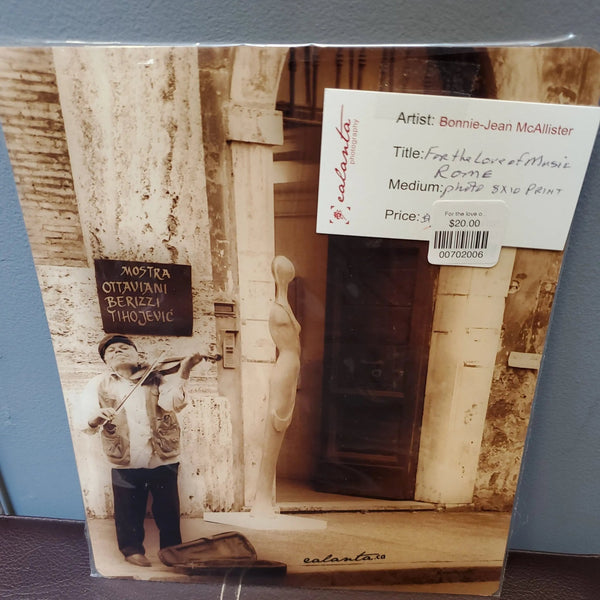 calanta
photography
Artist: Bonnie-Jean McAllister
Title: For the Love of Music
Rome
Medium: photo 8x10 Print
Price:
For the love o...
$20.00
00702006
MOSTRA
OTTAVIANI
BERIZZI
TIHOJEVIĆ
calanta.ca